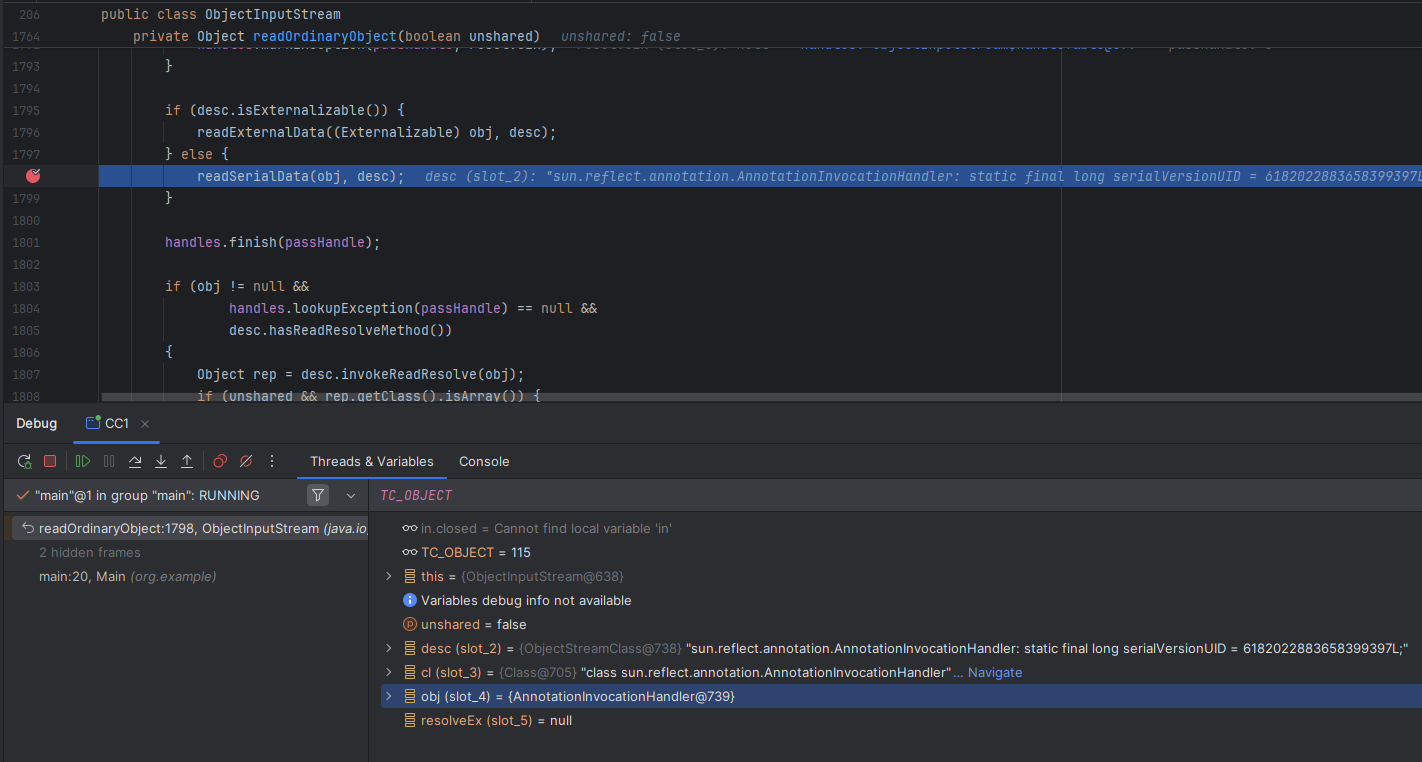 206 public class ObjectInputStream
1764 private Object readOrdinaryObject(boolean unshared) unshared: false
1793 }
1794
1795 if (desc.isExternalizable()) {
1796 readExternalData((Externalizable) obj, desc);
1797 } else {
readSerialData(obj, desc); desc (slot_2): "sun.reflect.annotation.AnnotationInvocationHandler: static final long serialVersionUID = 6182022883658399397L
1799 }
1800
1801 handles.finish(passHandle);
1802
1803 if (obj != null &&
1804 handles.lookupException(passHandle) == null &&
1805 desc.hasReadResolveMethod())
1806 {
1807 Object rep = desc.invokeReadResolve(obj);
1808 if (unshared && rep.getClass().isArray()) {
Debug CC1
Threads & Variables Console
"main"@1 in group "main": RUNNING TC_OBJECT
readOrdinaryObject:1798, ObjectInputStream (java.io
2 hidden frames
main:20, Main (org.example)
in.closed = Cannot find local variable 'in'
TC_OBJECT = 115
this = {ObjectInputStream@638}
Variables debug info not available
unshared = false
desc (slot_2) = {ObjectStreamClass@738} "sun.reflect.annotation.AnnotationInvocationHandler: static final long serialVersionUID = 6182022883658399397L;"
cl (slot_3) = {Class@705} "class sun.reflect.annotation.AnnotationInvocationHandler"... Navigate
obj (slot_4) = {AnnotationInvocationHandler@739}
resolveEx (slot_5) = null